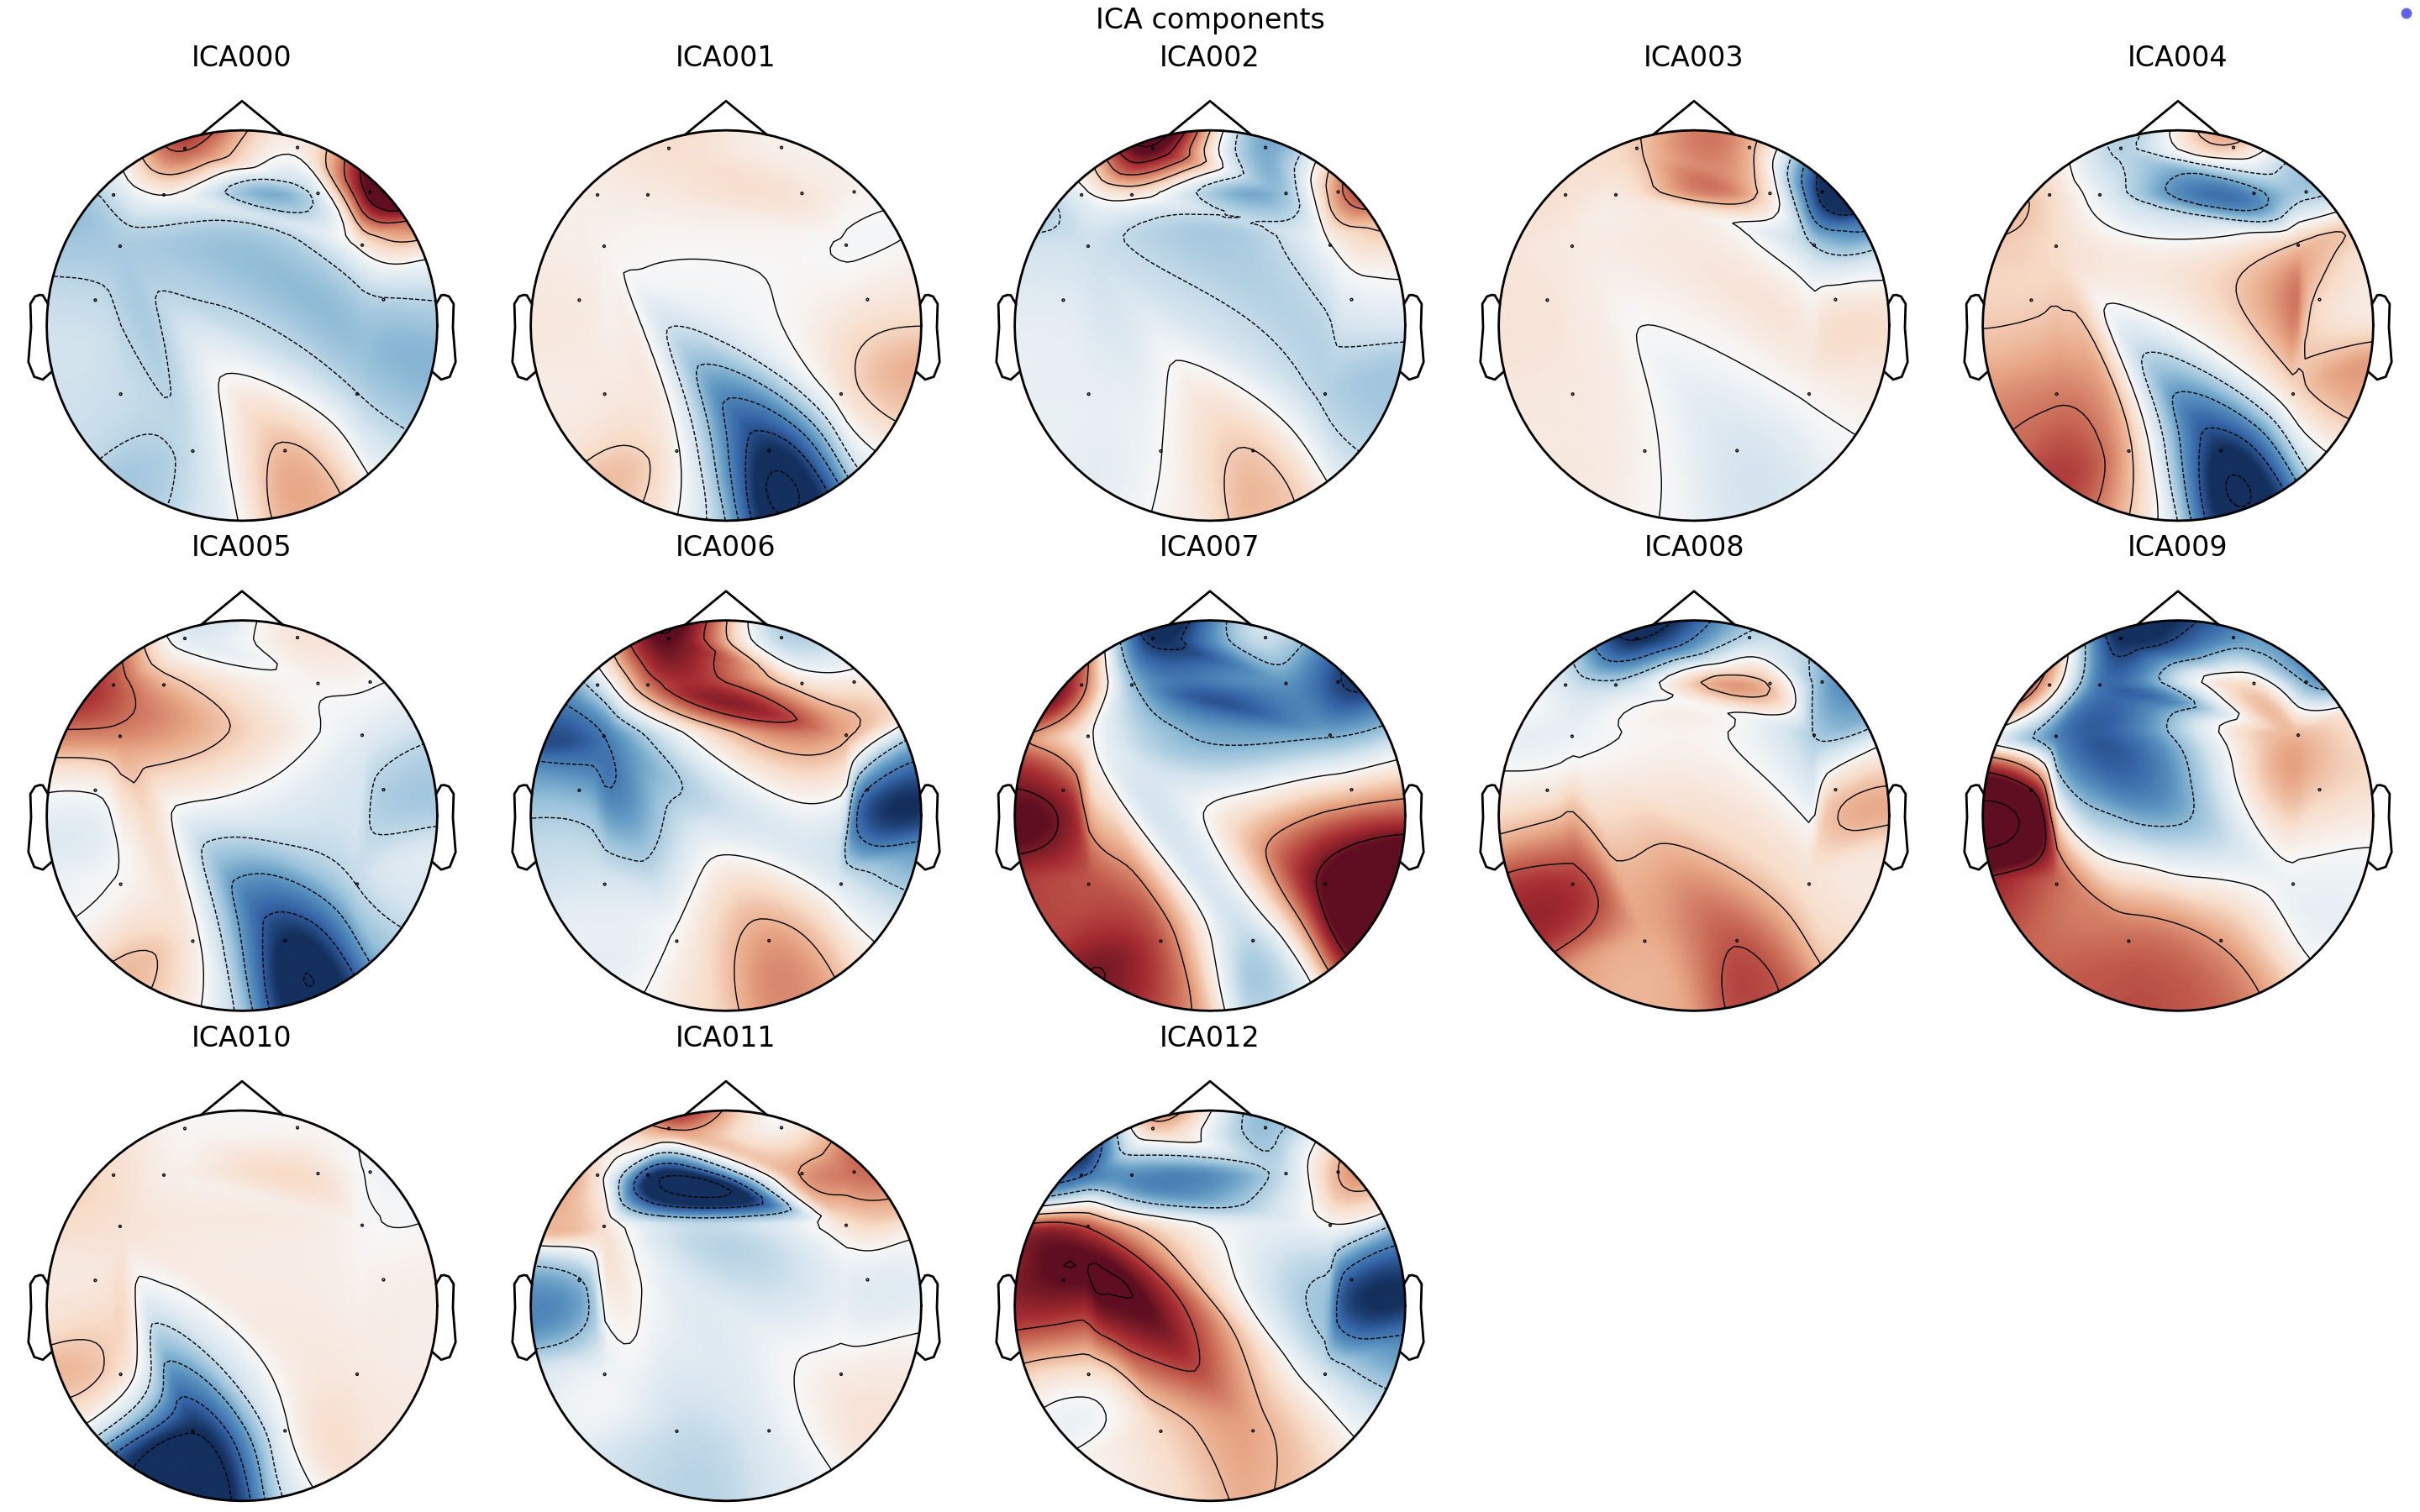 ICA components
ICA000 ICA001 ICA002 ICA003 ICA004
ICA005 ICA006 ICA007 ICA008 ICA009
ICA010 ICA011 ICA012